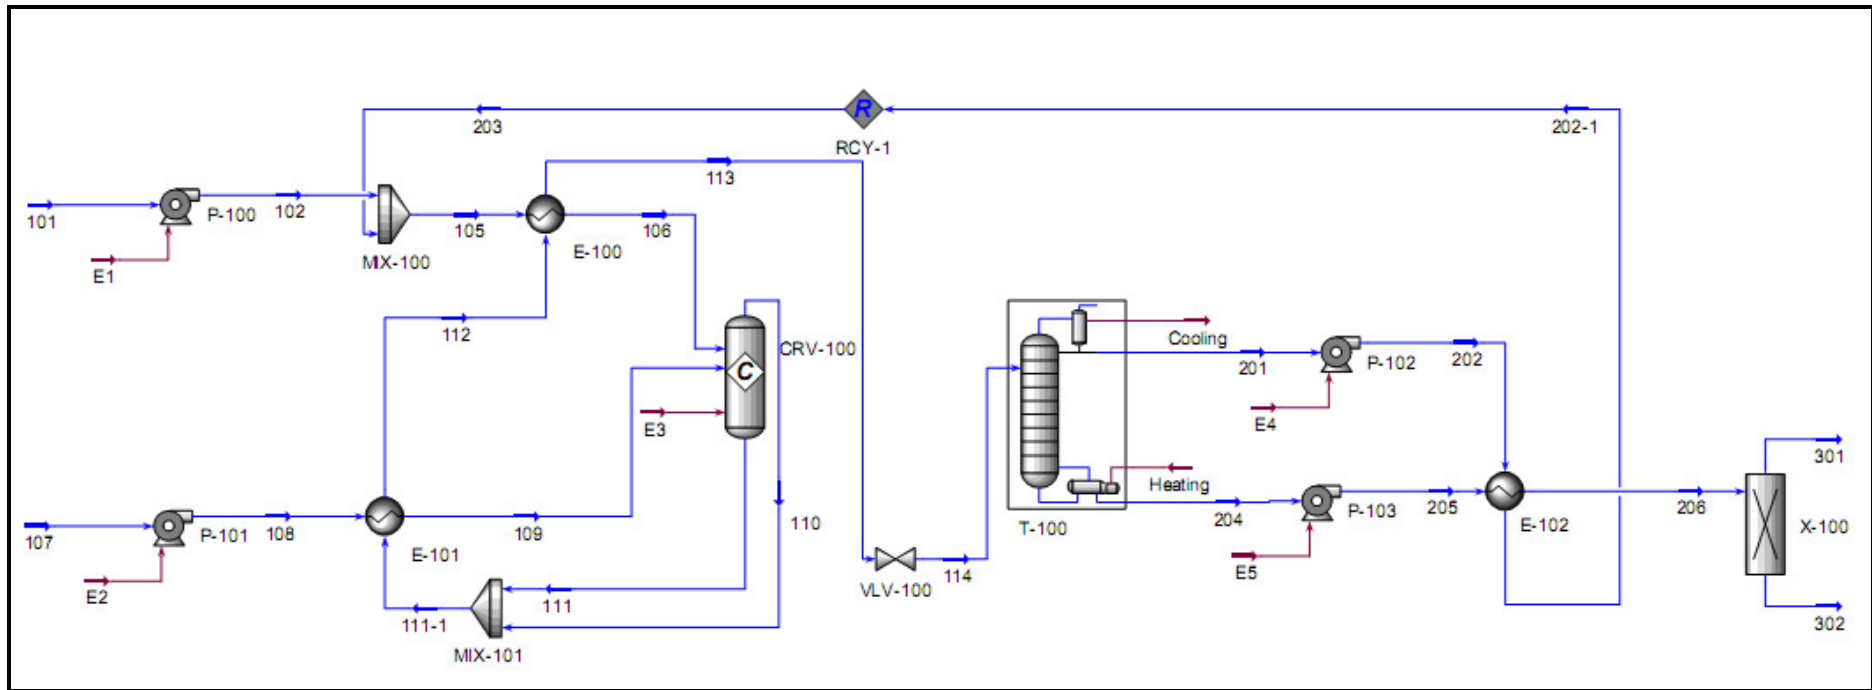 R
203
202-1
RCY-1
113
101
P-100
102
105
106
E-100
MIX-100
E1
112
CRV-100
C
E3
Cooling
201
P-102
202
E4
Heating
204
P-103
205
E-102
206
301
X-100
302
T-100
E5
107
P-101
108
E-101
109
110
E2
111
111-1
MIX-101
VLV-100
114